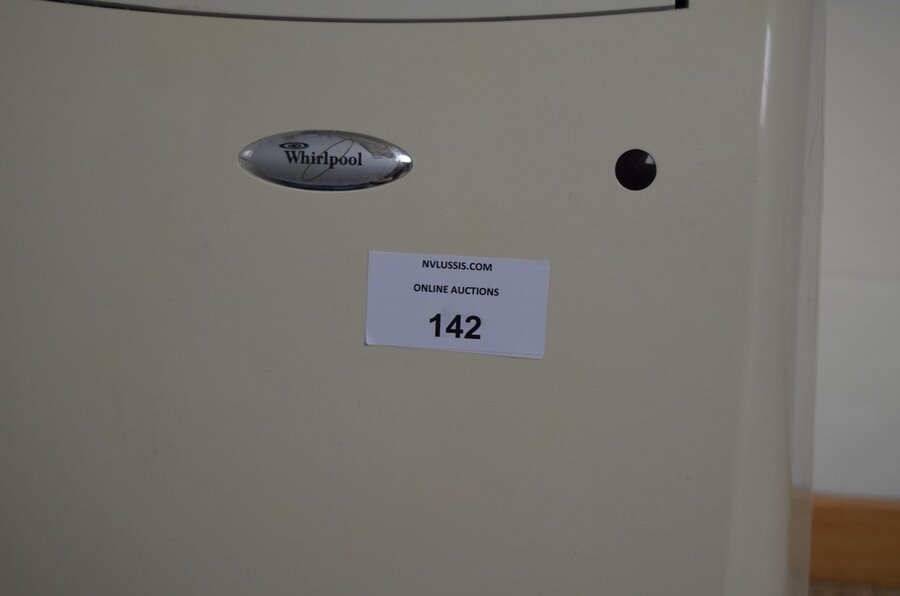 Whirlpool
NVLUSSIS.COM
ONLINE AUCTIONS
142